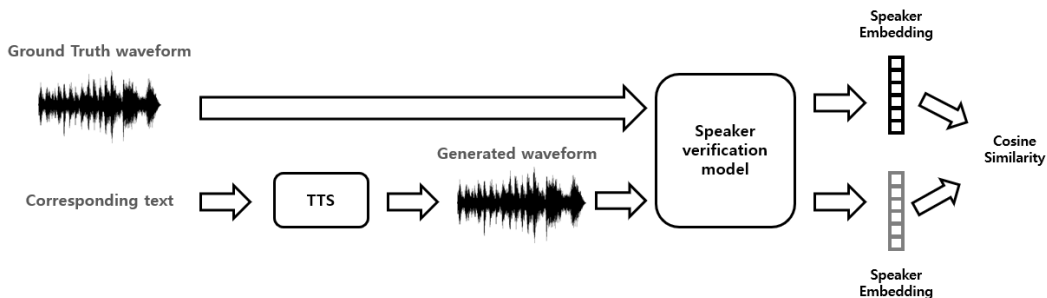 Speaker
Embedding
Ground Truth waveform
Speaker
verification
model
Cosine
Similarity
Generated waveform
Corresponding text
TTS
Speaker
Embedding